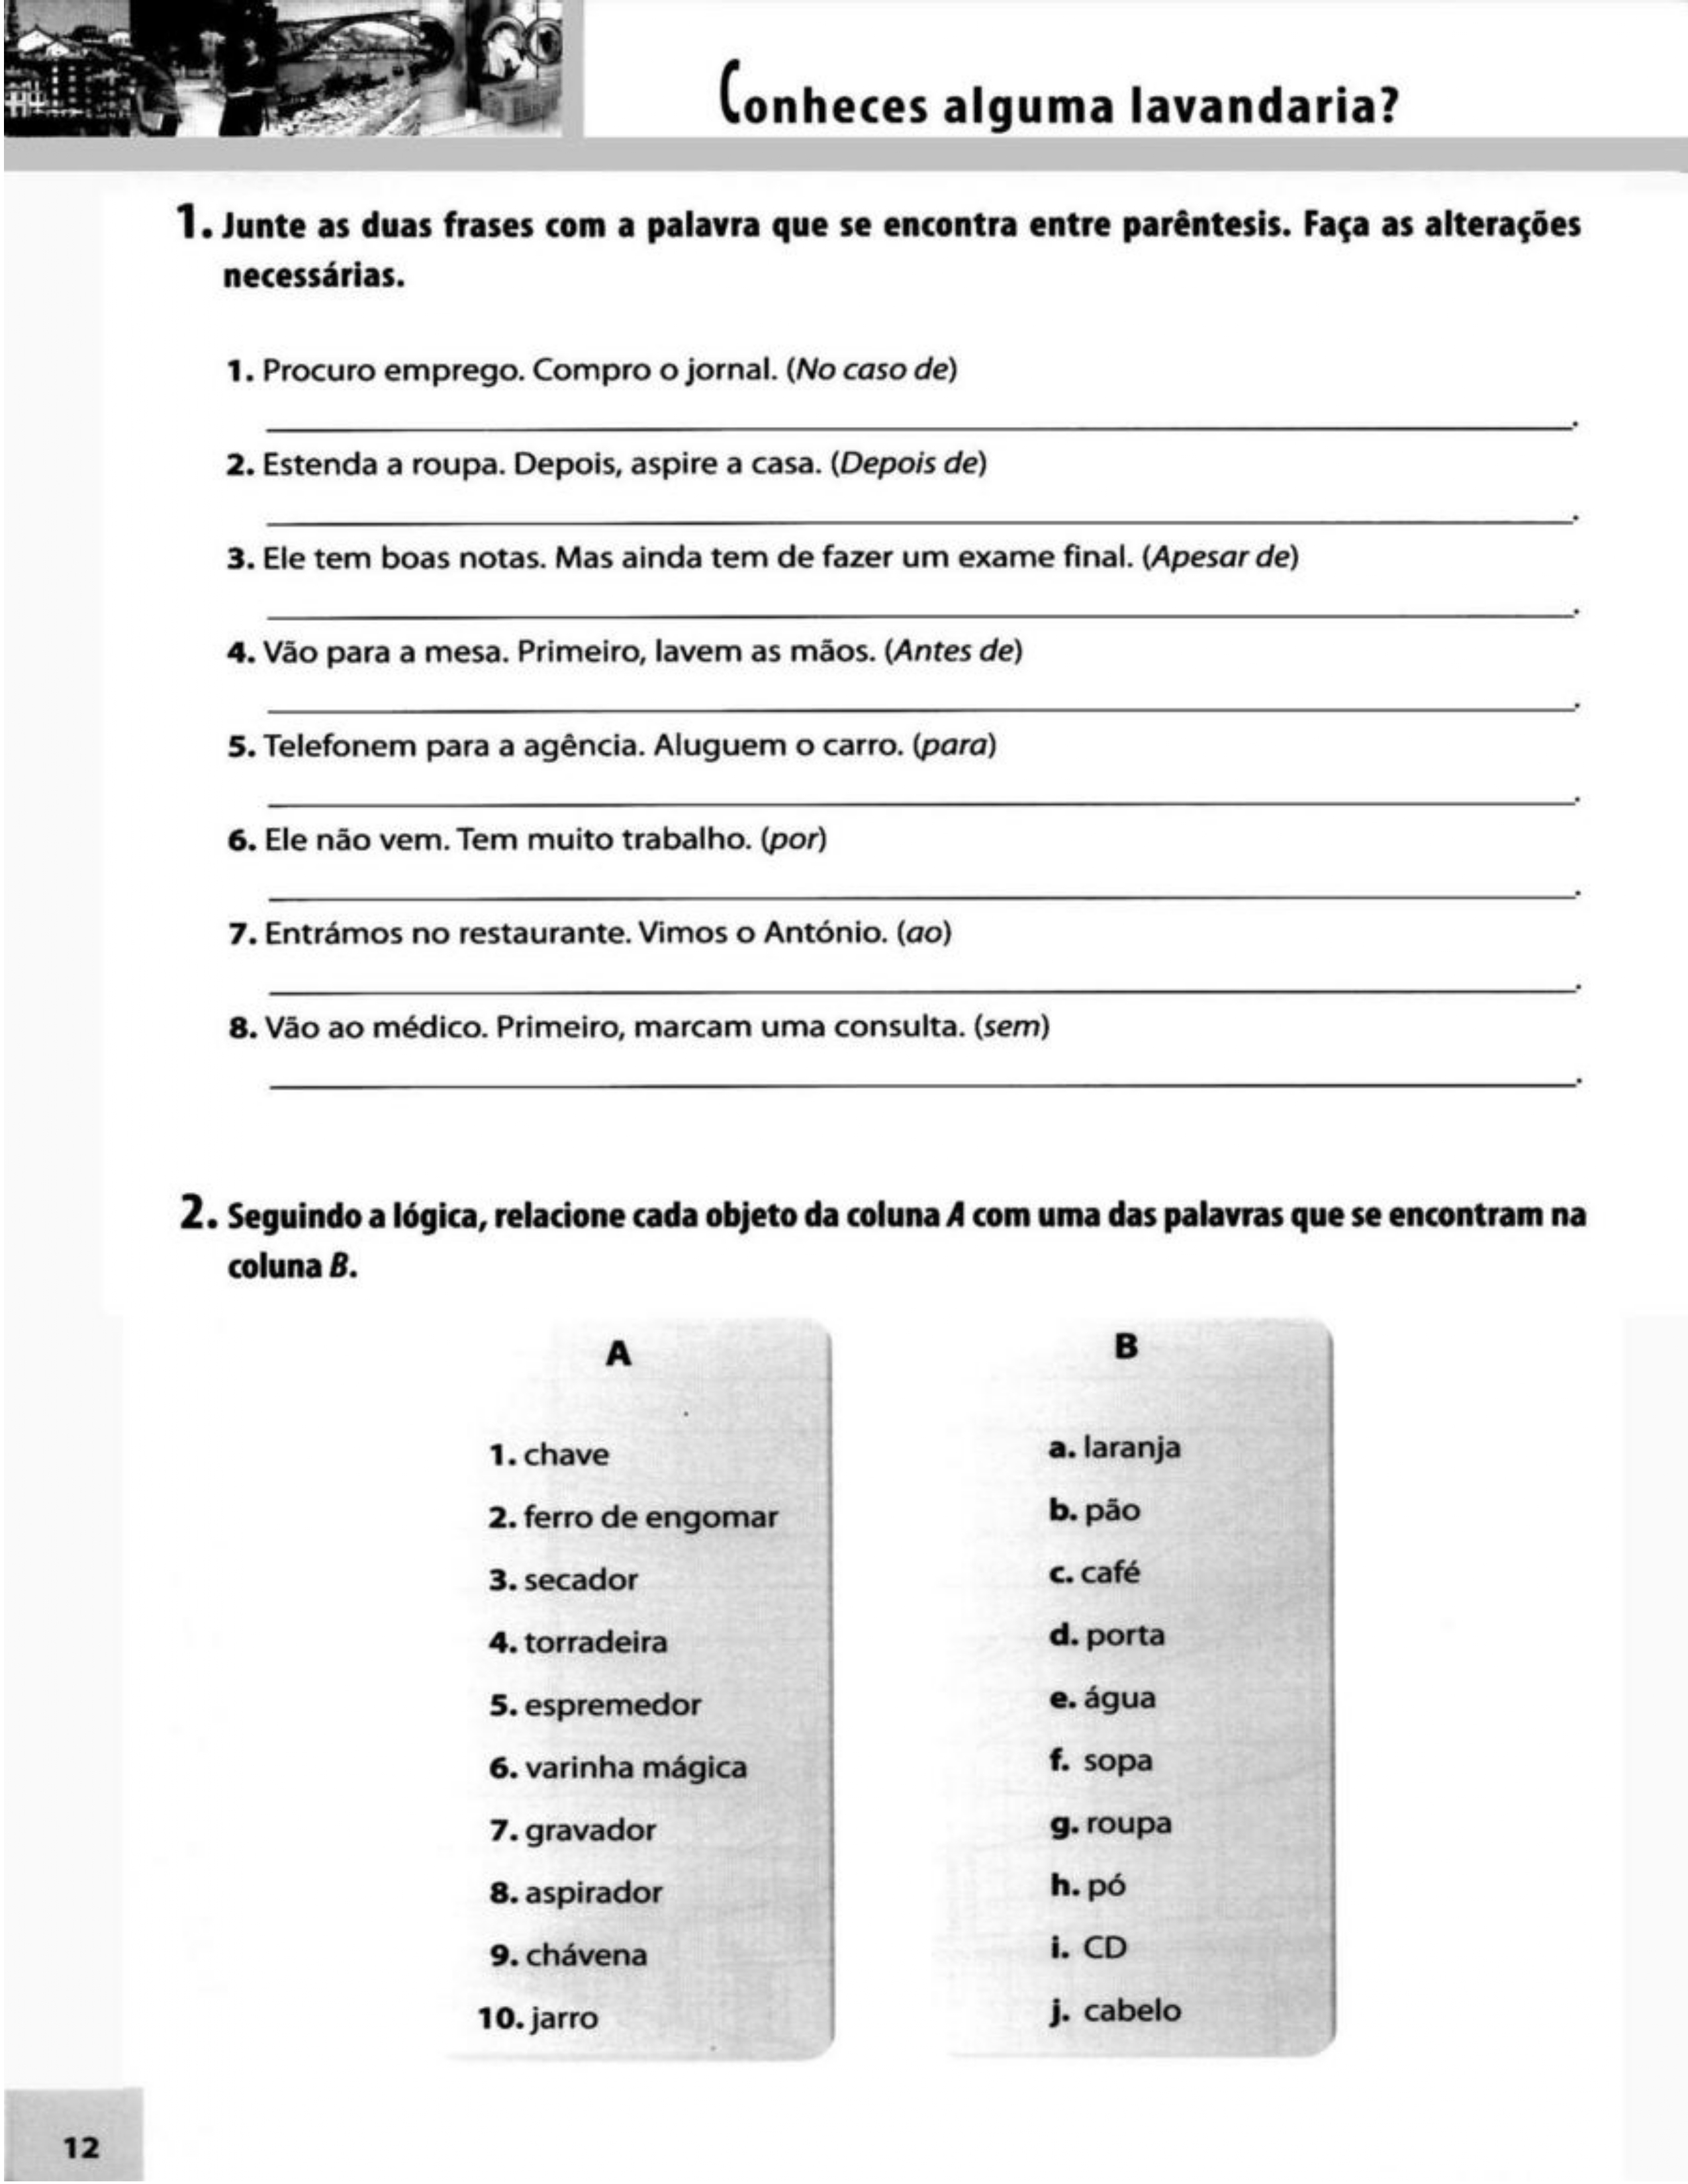 Conheces alguma lavandaria?
1. Junte as duas frases com a palavra que se encontra entre parêntesis. Faça as alterações
necessárias.
1. Procuro emprego. Compro o jornal. (No caso de)
2. Estenda a roupa. Depois, aspire a casa. (Depois de)
3. Ele tem boas notas. Mas ainda tem de fazer um exame final. (Apesar de)
4. Vão para a mesa. Primeiro, lavem as mãos. (Antes de)
5. Telefonem para a agência. Aluguem o carro. (para)
6. Ele não vem. Tem muito trabalho. (por)
7. Entrámos no restaurante. Vimos o António. (ao)
8. Vão ao médico. Primeiro, marcam uma consulta. (sem)
2. Seguindo a lógica, relacione cada objeto da coluna A com uma das palavras que se encontram na
coluna B.
A
1. chave
2. ferro de engomar
3. secador
4. torradeira
5. espremedor
6. varinha mágica
7. gravador
8. aspirador
9. chávena
10. jarro
B
a. laranja
b. pão
c. café
d. porta
e. água
f. sopa
g. roupa
h. pó
i. CD
j. cabelo
12